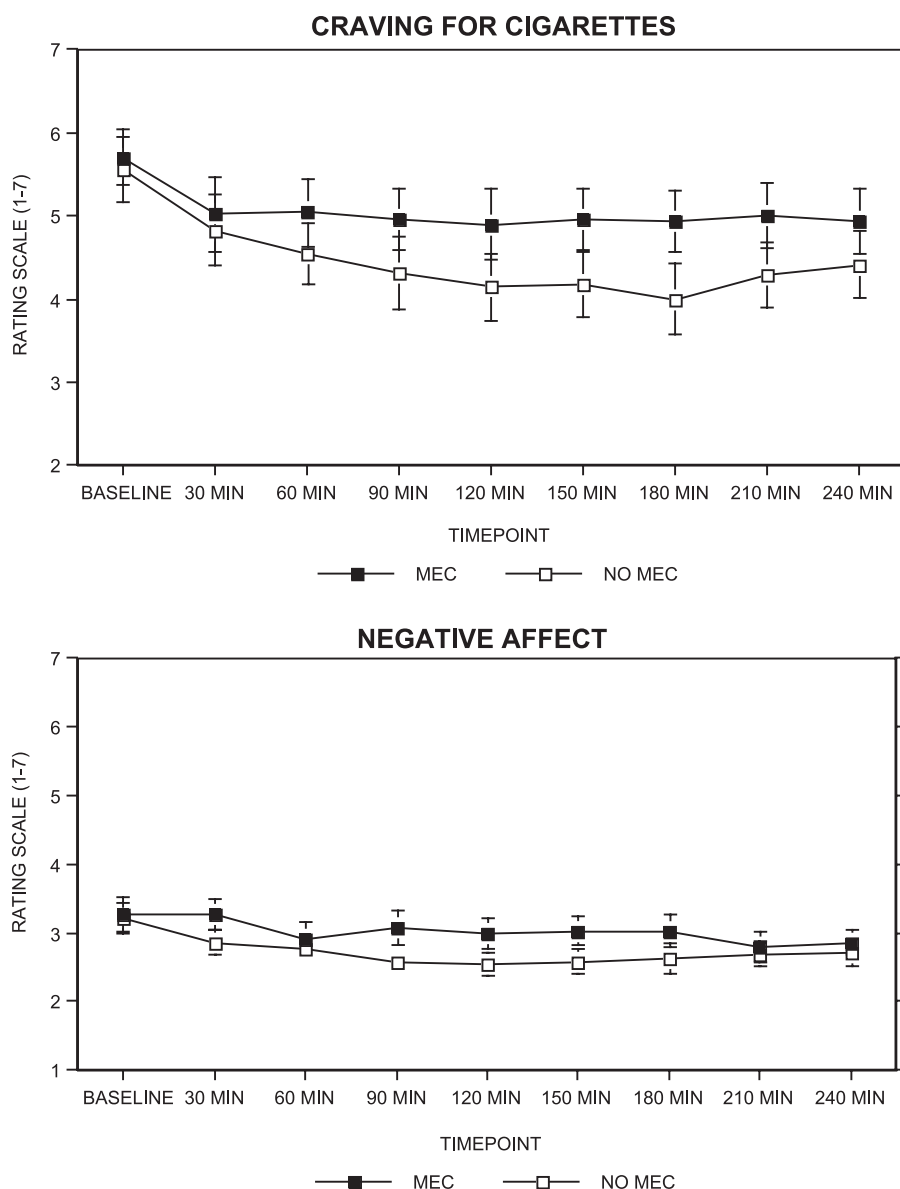 CRAVING FOR CIGARETTES
7
6
5
4
3
2
RATING SCALE (1-7)
BASELINE 30 MIN 60 MIN 90 MIN 120 MIN 150 MIN 180 MIN 210 MIN 240 MIN
TIMEPOINT
MEC NO MEC
NEGATIVE AFFECT
7
6
5
4
3
2
1
RATING SCALE (1-7)
BASELINE 30 MIN 60 MIN 90 MIN 120 MIN 150 MIN 180 MIN 210 MIN 240 MIN
TIMEPOINT
MEC NO MEC